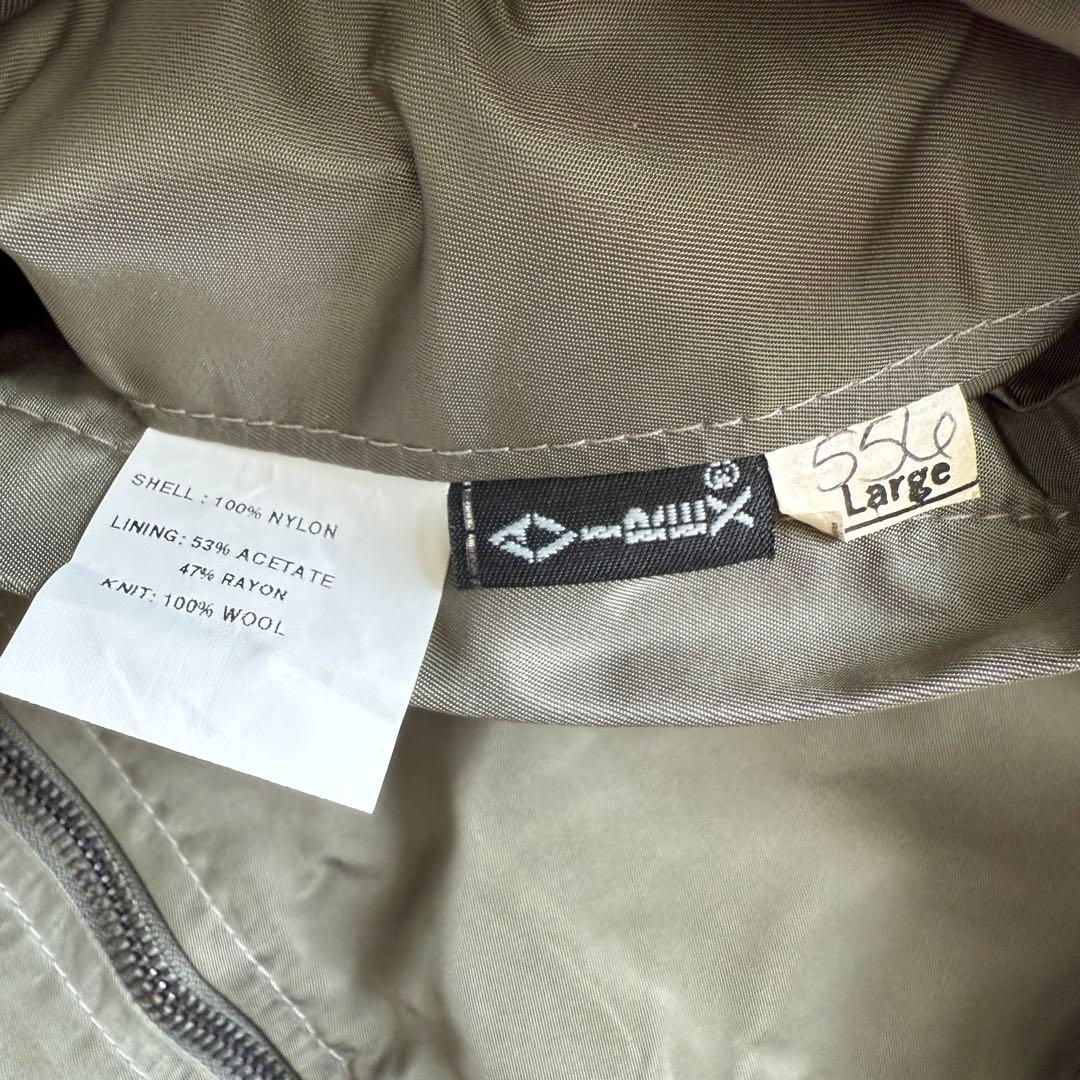 SHELL: 100% NYLON
LINING: 53% ACETATE
47% RAYON
KNIT: 100% WOOL
®
556
Large